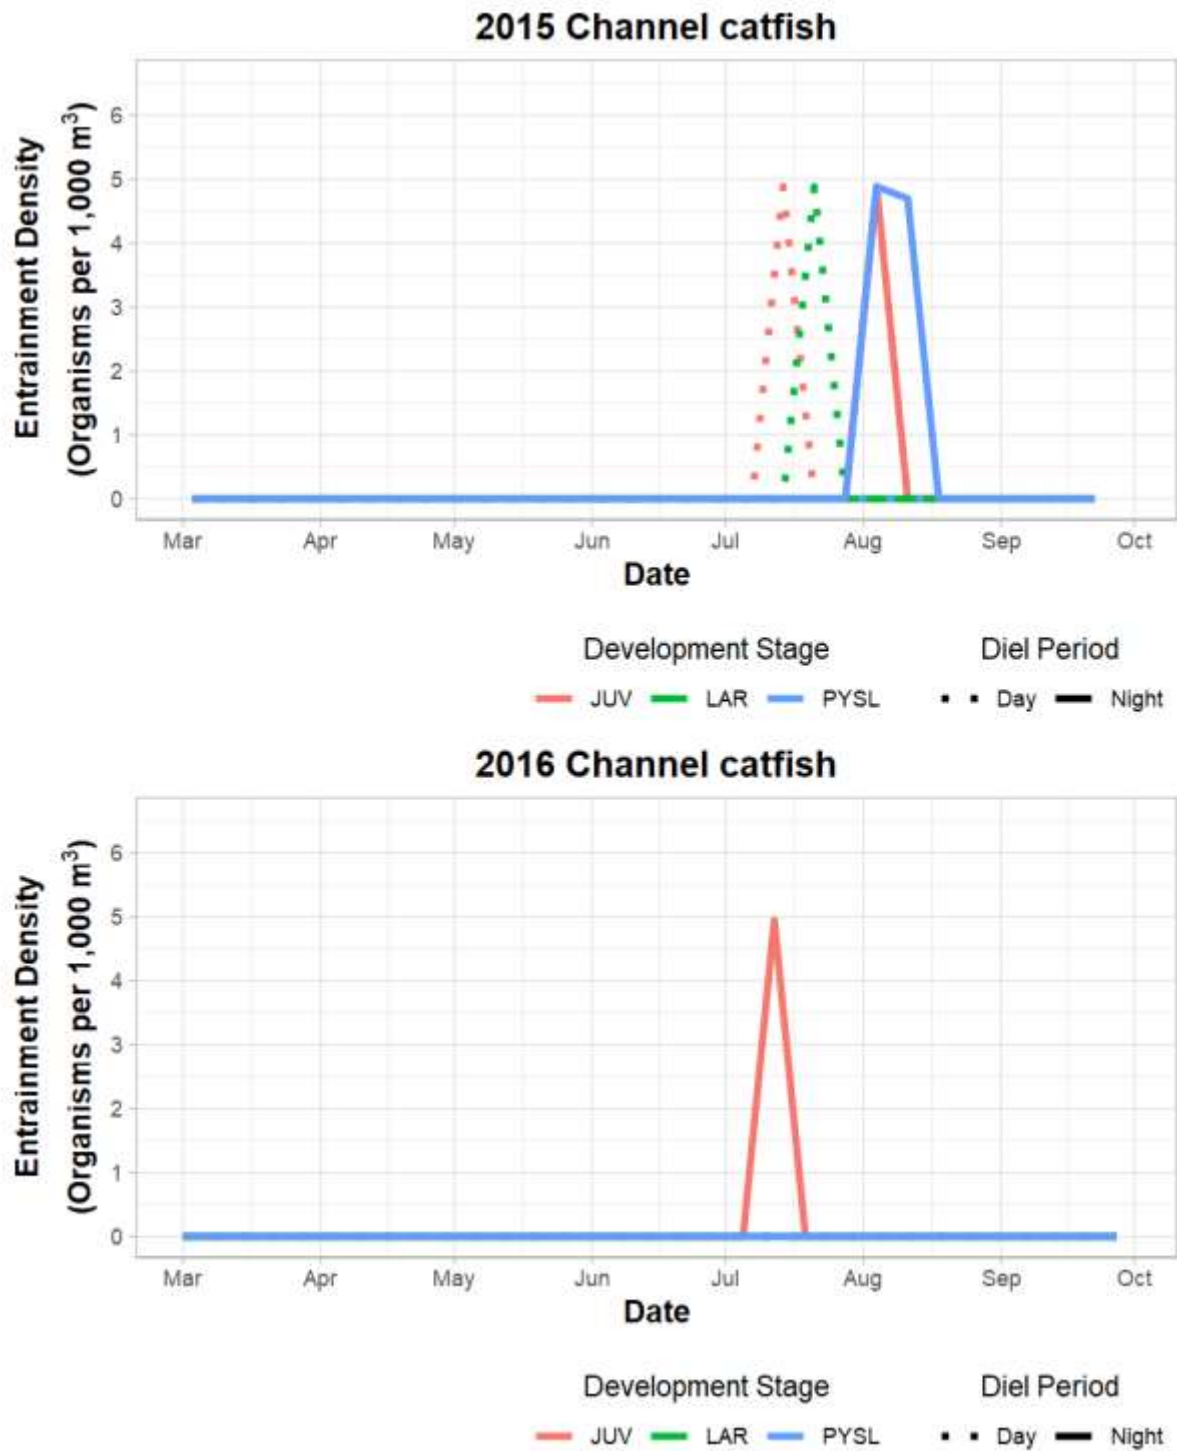 2015 Channel catfish
Entrainment Density
(Organisms per 1,000 m³)
6
5
4
3
2
1
0
Mar Apr May Jun Jul Aug Sep Oct
Date
Development Stage Diel Period
JUV LAR PYSL Day Night
2016 Channel catfish
Entrainment Density
(Organisms per 1,000 m³)
6
5
4
3
2
1
0
Mar Apr May Jun Jul Aug Sep Oct
Date
Development Stage Diel Period
JUV LAR PYSL Day Night